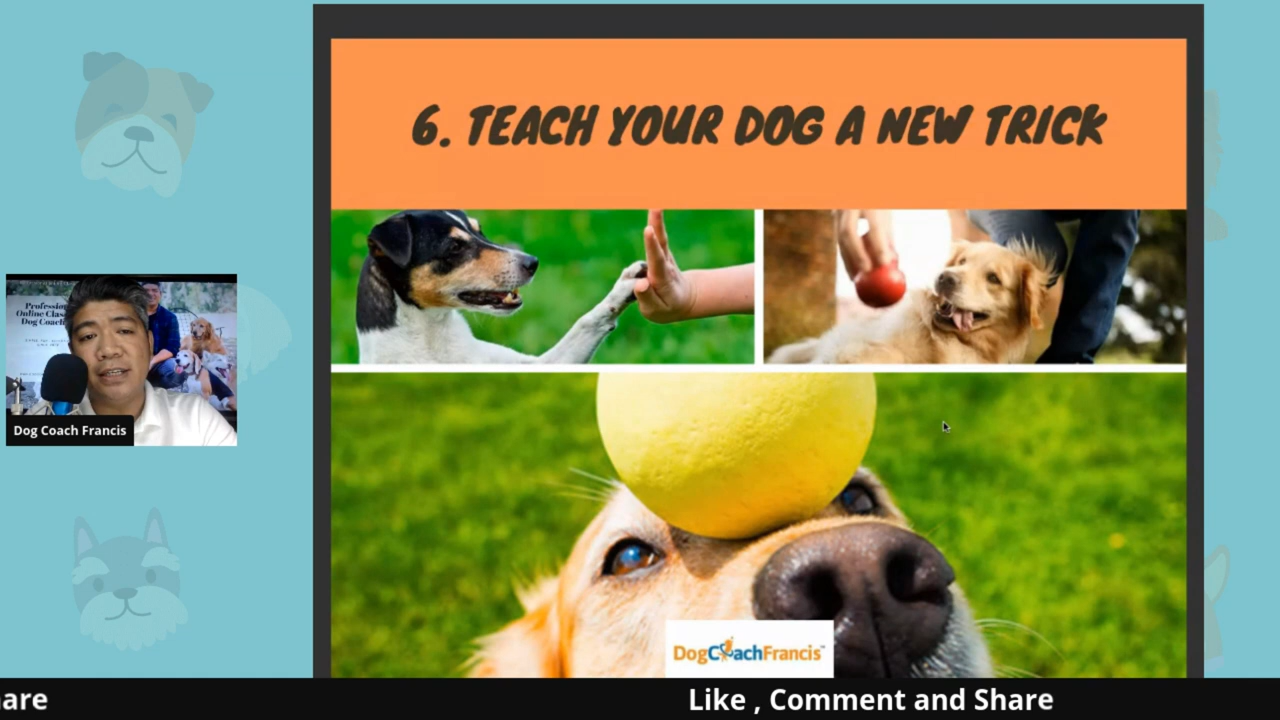 6. TEACH YOUR DOG A NEW TRICK
Dog Coach Francis
DogCoachFrancis
are
Like , Comment and Share